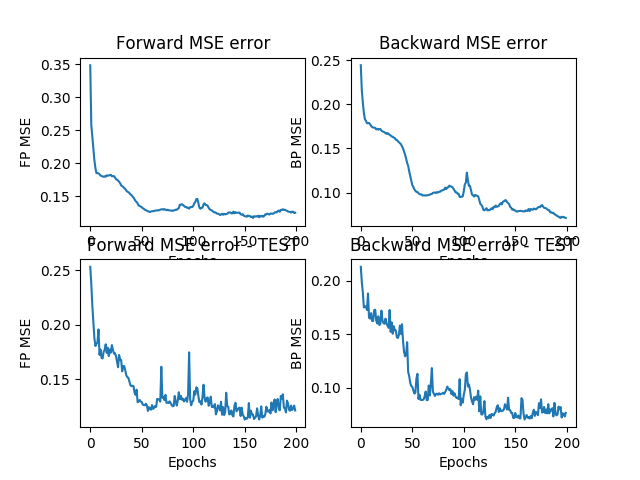 Forward MSE error
Backward MSE error
FP MSE
0.35
0.30
0.25
0.20
0.15
0 50 100 150 200
Epochs
BP MSE
0.25
0.20
0.15
0.10
0 50 100 150 200
Epochs
Forward MSE error - TEST
Backward MSE error - TEST
FP MSE
0.25
0.20
0.15
0 50 100 150 200
Epochs
BP MSE
0.20
0.15
0.10
0 50 100 150 200
Epochs